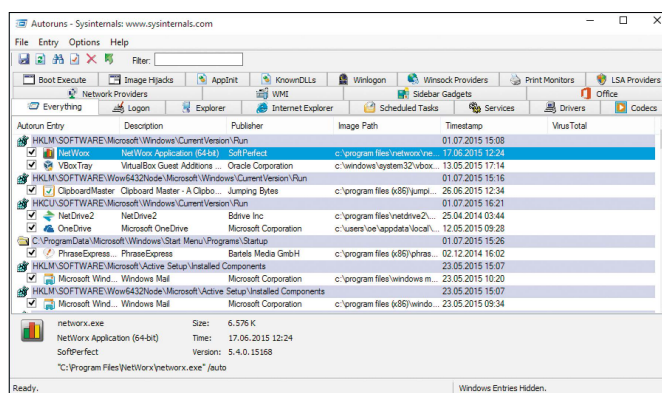 Autoruns - Sysinternals: www.sysinternals.com
File Entry Options Help
Filter:
Boot Execute Image Hijacks AppInit KnownDLLs Winlogon Winsock Providers Print Monitors LSA Providers
Network Providers WMI Sidebar Gadgets Office
Everything Logon Explorer Internet Explorer Scheduled Tasks Services Drivers Codecs
Autorun Entry Description Publisher Image Path Timestamp VirusTotal
HKLM\SOFTWARE\Microsoft\Windows\CurrentVersion\Run 01.07.2015 15:08
NetWorx NetWorx Application (64-bit) SoftPerfect c:\program files\networx\ne... 17.06.2015 12:24
VBoxTray VirtualBox Guest Additions ... Oracle Corporation c:\windows\system32\vbox... 13.05.2015 17:14
HKLM\SOFTWARE\Wow6432Node\Microsoft\Windows\CurrentVersion\Run 01.07.2015 15:16
ClipboardMaster Clipboard Master - A Clipbo... Jumping Bytes c:\program files (x86)\jumpi... 26.06.2015 12:34
HKCU\SOFTWARE\Microsoft\Windows\CurrentVersion\Run 01.07.2015 16:21
NetDrive2 NetDrive2 Bdrive Inc c:\program files\netdrive2\... 25.04.2014 03:44
OneDrive Microsoft OneDrive Microsoft Corporation c:\users\oe\appdata\local\... 12.05.2015 09:28
C:\ProgramData\Microsoft\Windows\Start Menu\Programs\Startup 01.07.2015 15:26
PhraseExpress... PhraseExpress Bartels Media GmbH c:\program files (x86)\phras... 02.12.2014 16:02
HKLM\SOFTWARE\Microsoft\Active Setup\Installed Components 23.05.2015 15:07
Microsoft Wind... Windows Mail Microsoft Corporation c:\program files\windows m... 23.05.2015 10:20
HKLM\SOFTWARE\Wow6432Node\Microsoft\Active Setup\Installed Components 23.05.2015 15:07
Microsoft Wind... Windows Mail Microsoft Corporation c:\program files (x86)\windo... 23.05.2015 09:34
networx.exe Size: 6.576 K
NetWorx Application (64-bit) Time: 17.06.2015 12:24
SoftPerfect Version: 5.4.0.15168
"C:\Program Files\NetWorx\networx.exe" /auto
Ready. Windows Entries Hidden.